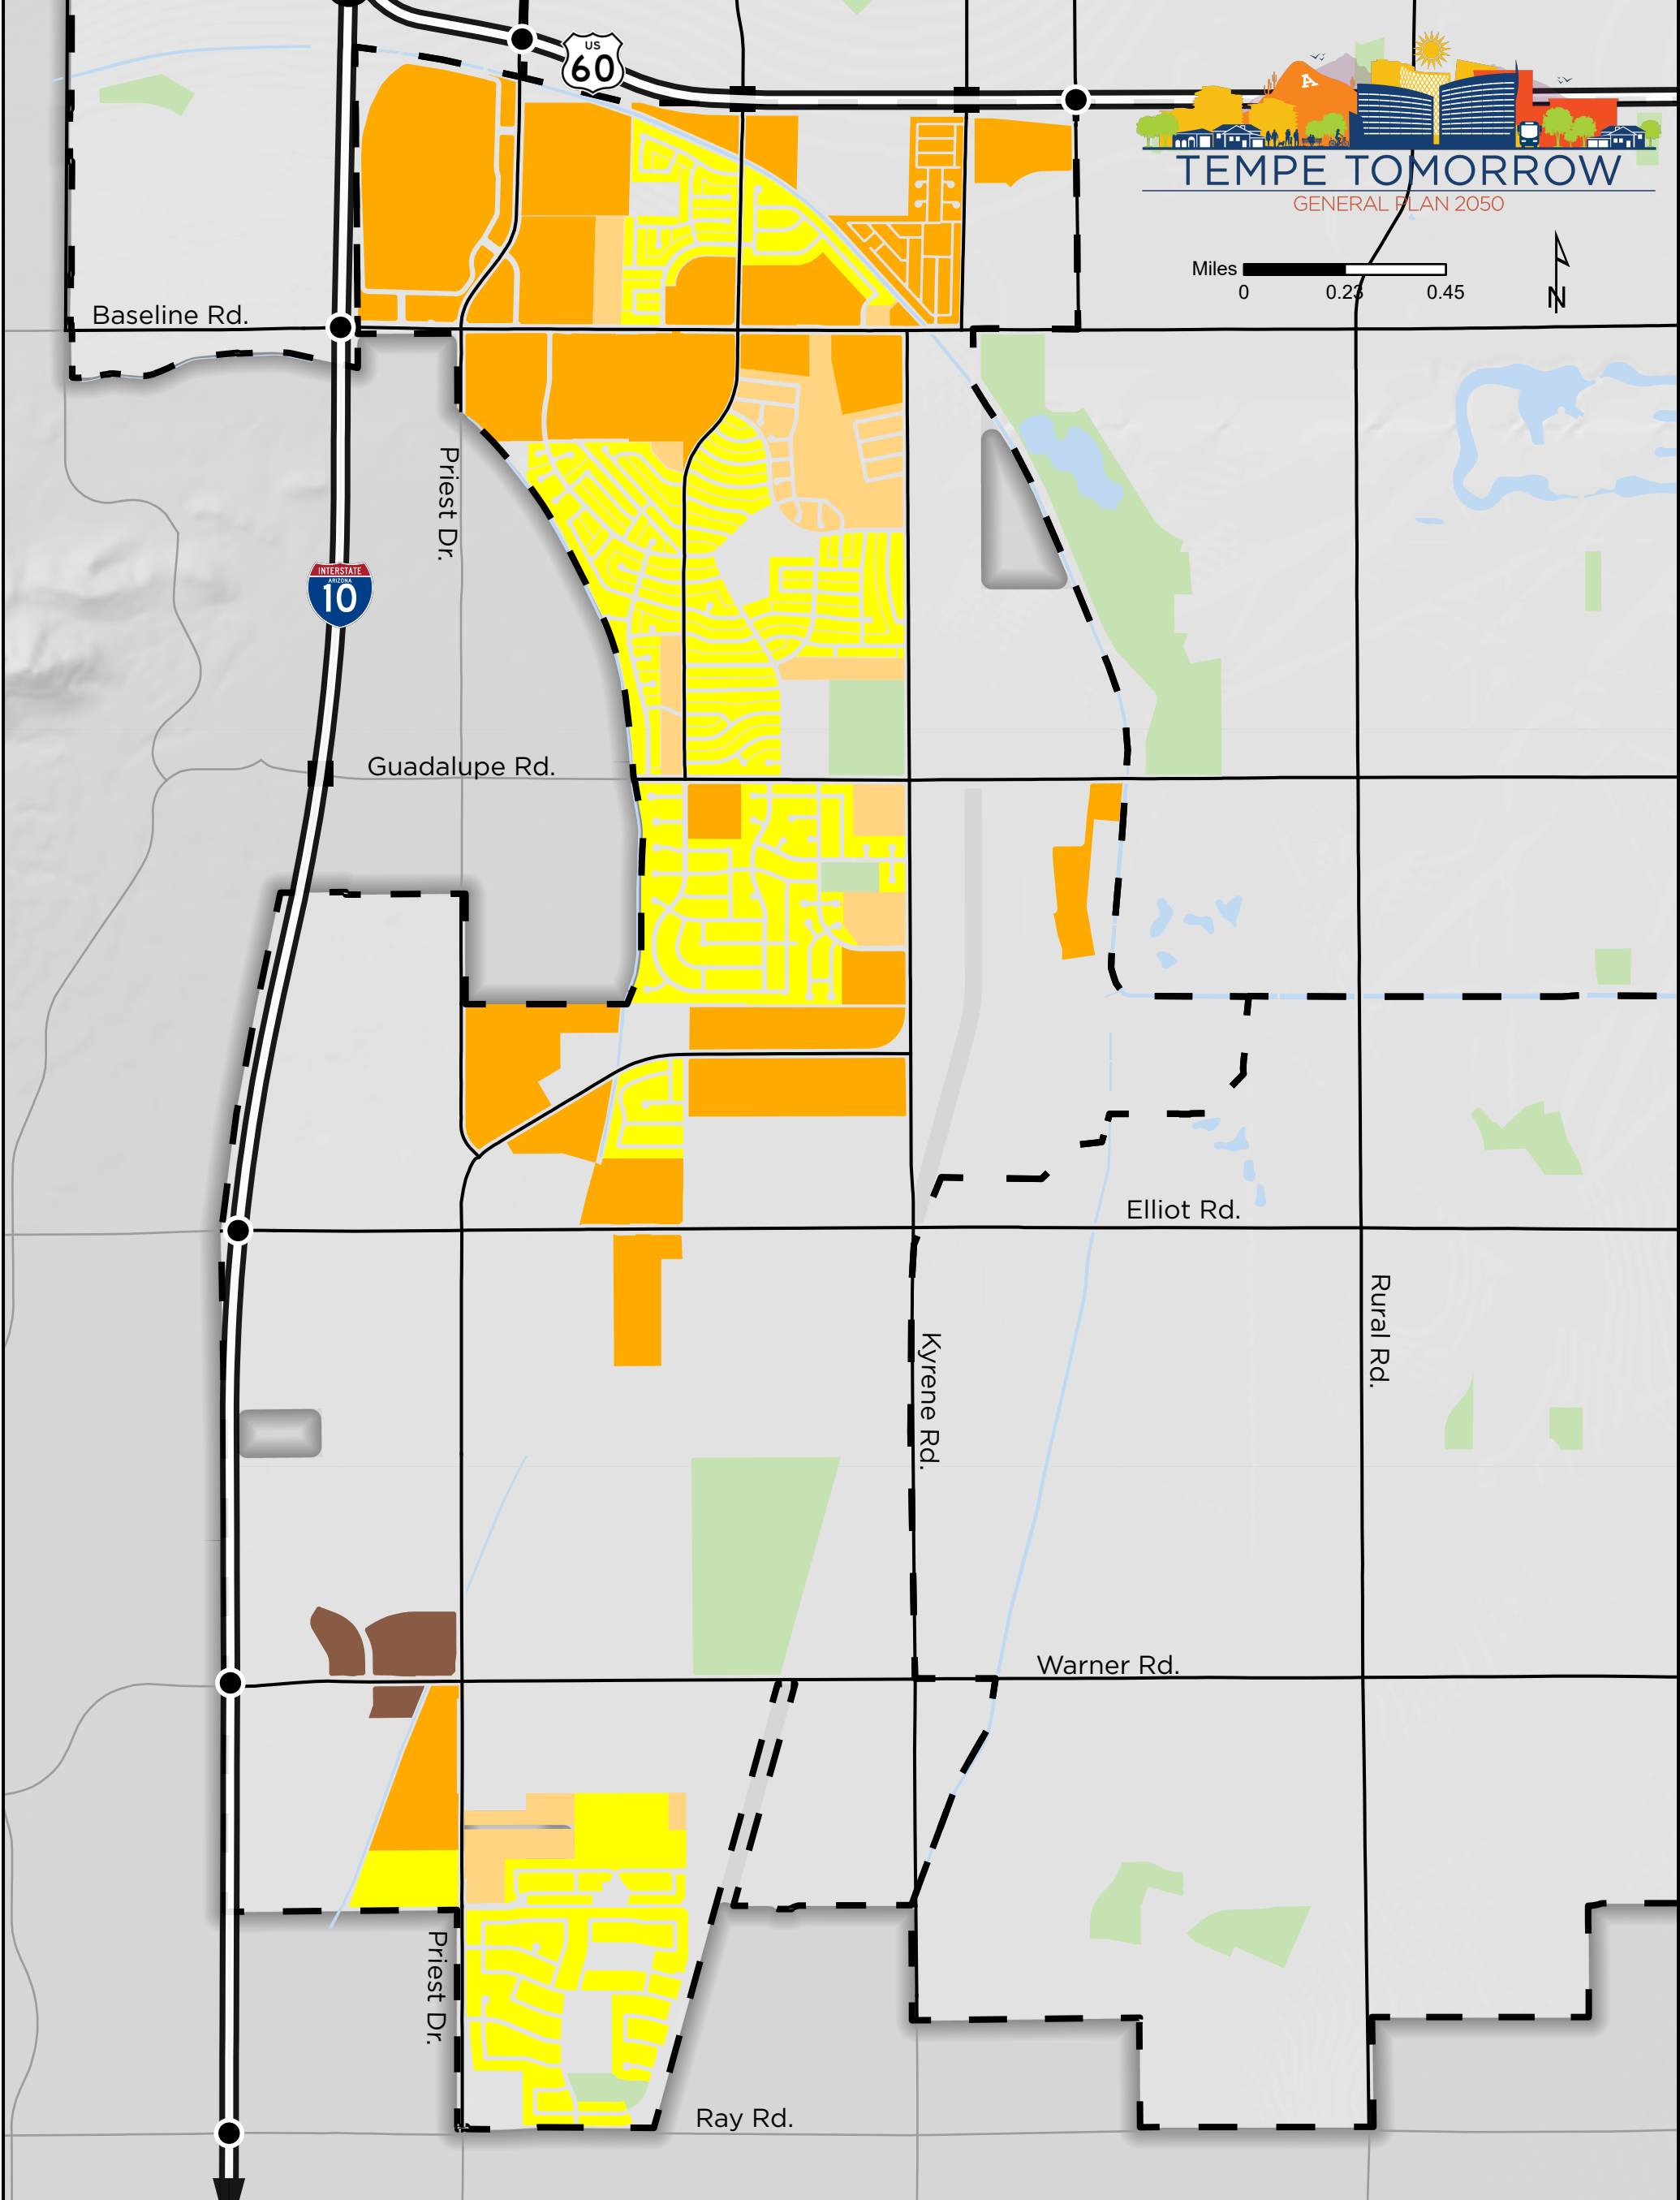 US
60
A
TEMPE TOMORROW
GENERAL PLAN 2050
Miles
0
0.23
0.45
N
Baseline Rd.
Priest Dr.
INTERSTATE
ARIZONA
10
Guadalupe Rd.
Elliot Rd.
Rural Rd.
Kyrene Rd.
Warner Rd.
Priest Dr.
Ray Rd.